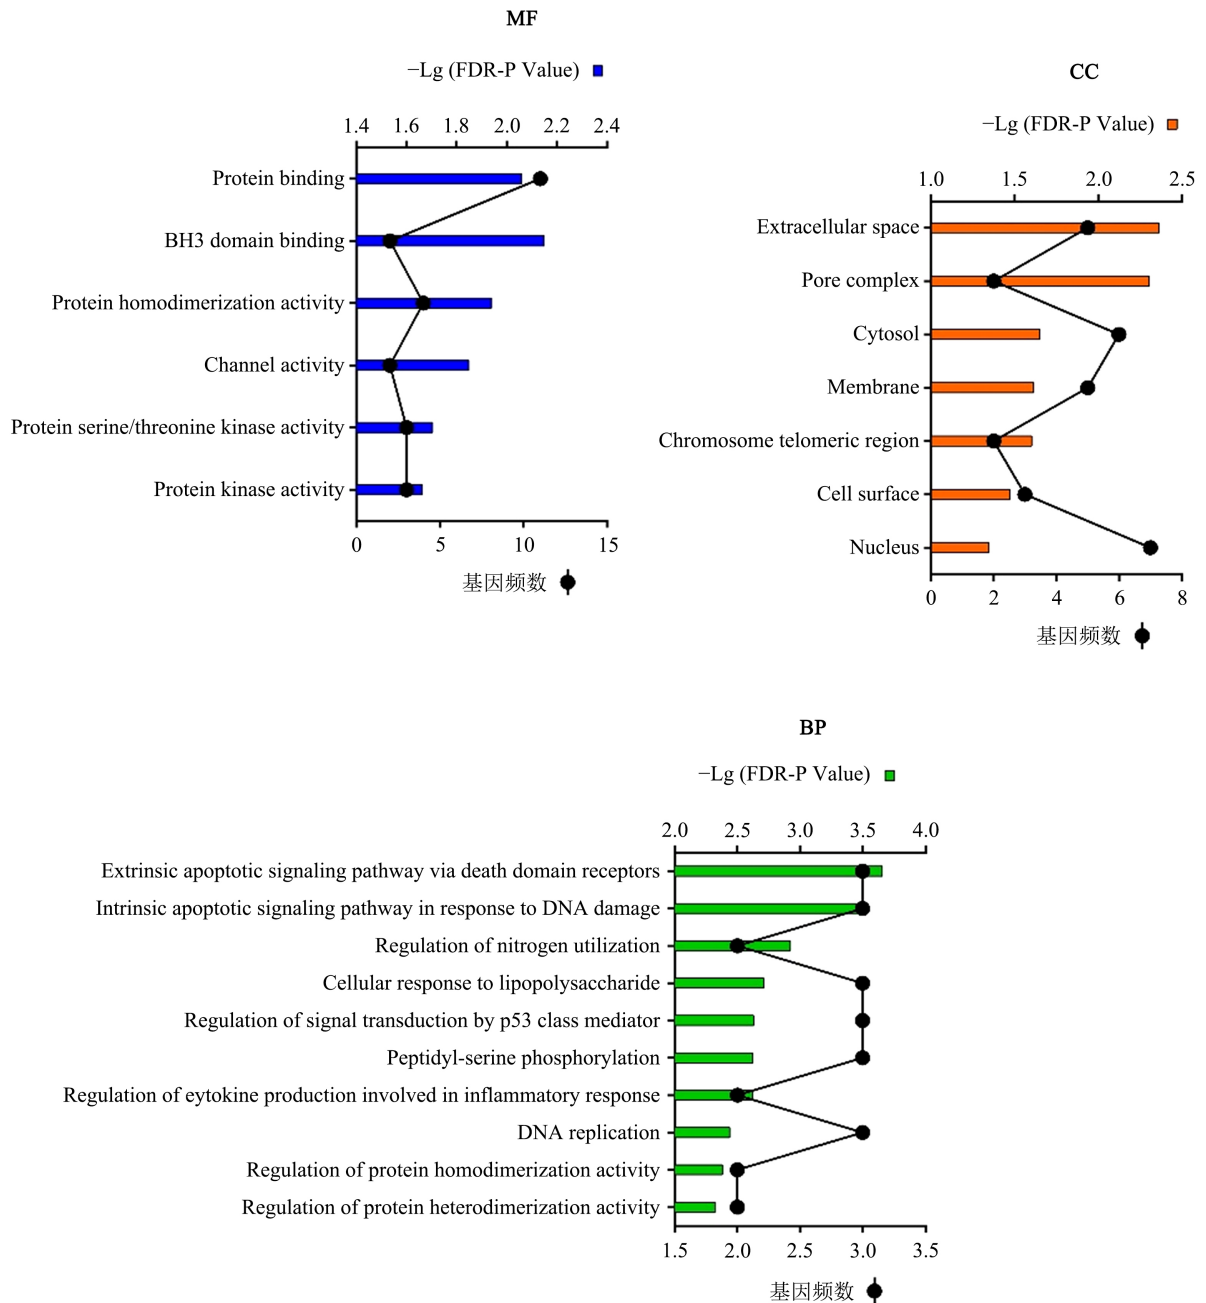 MF
−Lg (FDR-P Value)
1.4 1.6 1.8 2.0 2.2 2.4
Protein binding
BH3 domain binding
Protein homodimerization activity
Channel activity
Protein serine/threonine kinase activity
Protein kinase activity
0 5 10 15
基因频数
CC
−Lg (FDR-P Value)
1.0 1.5 2.0 2.5
Extracellular space
Pore complex
Cytosol
Membrane
Chromosome telomeric region
Cell surface
Nucleus
0 2 4 6 8
基因频数
BP
−Lg (FDR-P Value)
2.0 2.5 3.0 3.5 4.0
Extrinsic apoptotic signaling pathway via death domain receptors
Intrinsic apoptotic signaling pathway in response to DNA damage
Regulation of nitrogen utilization
Cellular response to lipopolysaccharide
Regulation of signal transduction by p53 class mediator
Peptidyl-serine phosphorylation
Regulation of eytokine production involved in inflammatory response
DNA replication
Regulation of protein homodimerization activity
Regulation of protein heterodimerization activity
1.5 2.0 2.5 3.0 3.5
基因频数